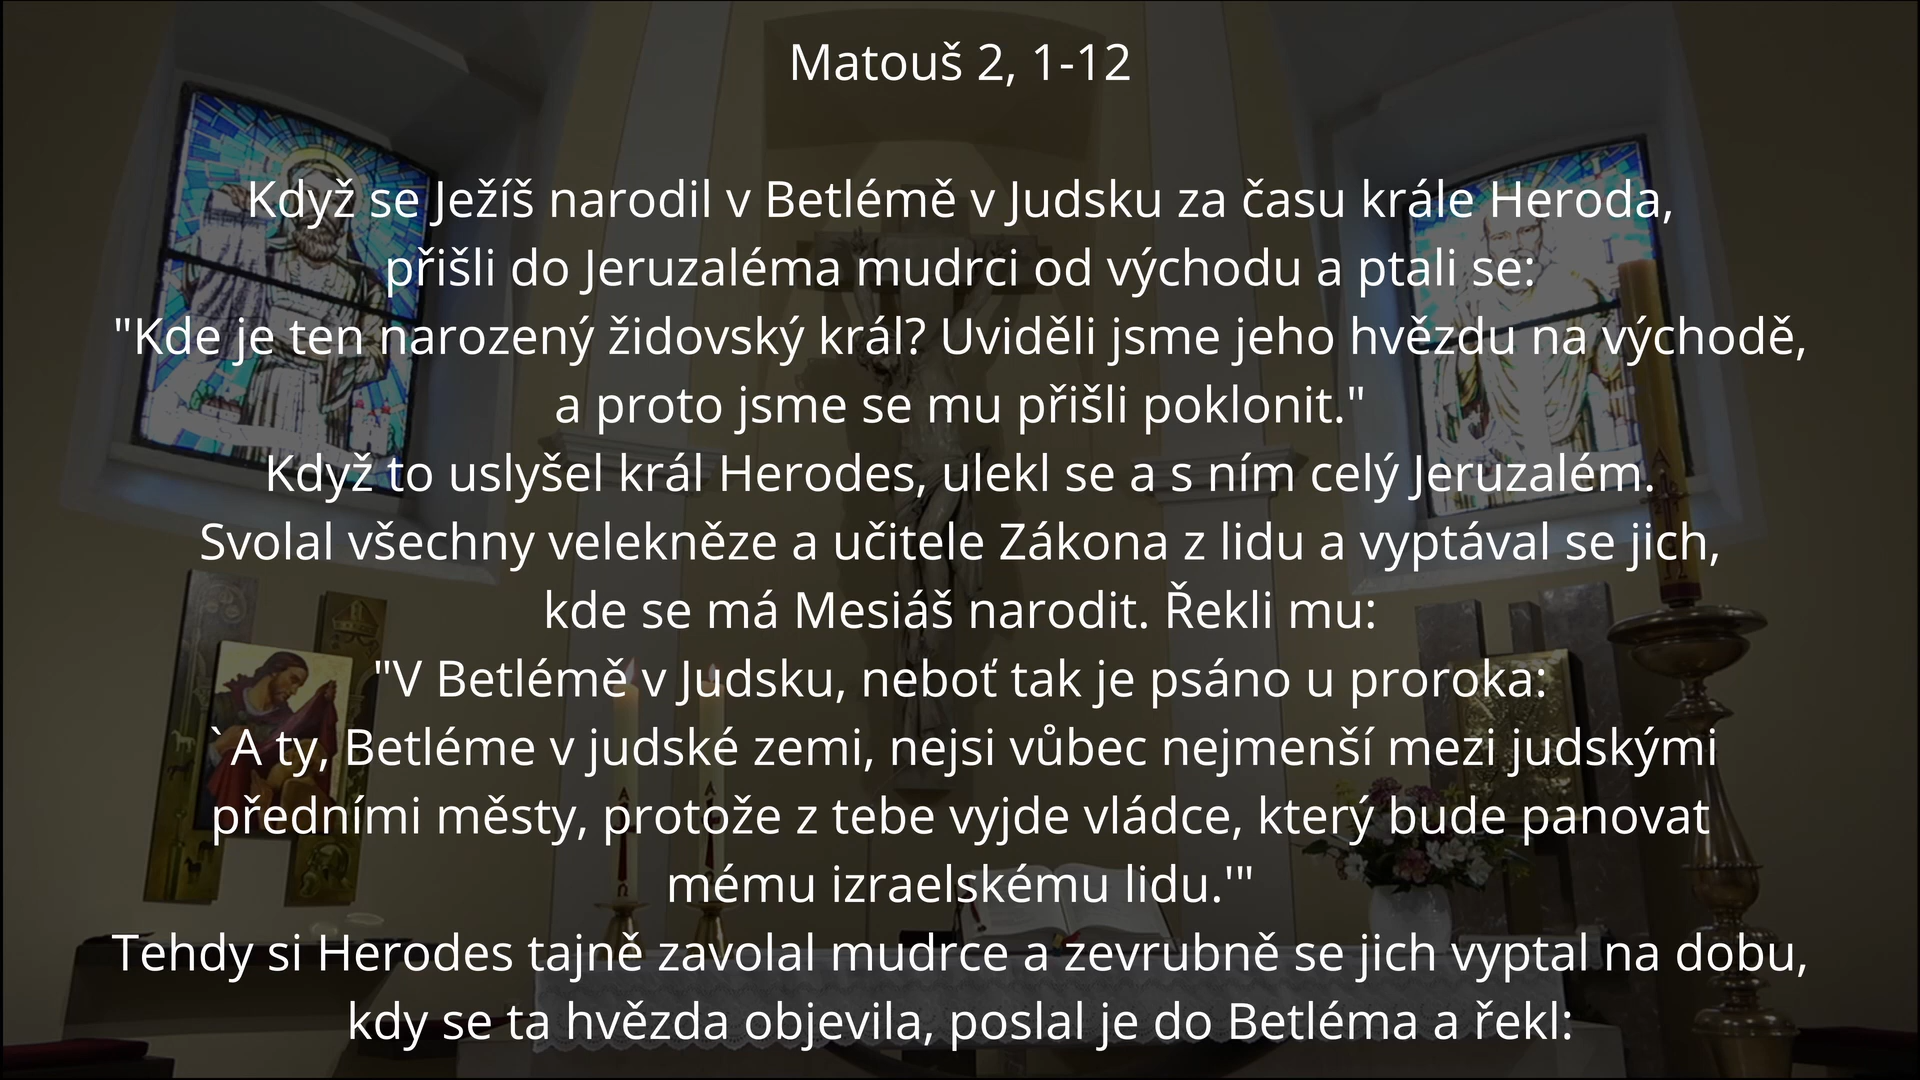 Matouš 2, 1-12
Když se Ježíš narodil v Betlémě v Judsku za času krále Heroda,
přišli do Jeruzaléma mudrci od východu a ptali se:
"Kde je ten narozený židovský král? Uviděli jsme jeho hvězdu na východě,
a proto jsme se mu přišli poklonit."
Když to uslyšel král Herodes, ulekl se a s ním celý Jeruzalém.
Svolal všechny velekněze a učitele Zákona z lidu a vyptával se jich,
kde se má Mesiáš narodit. Řekli mu:
"V Betlémě v Judsku, neboť tak je psáno u proroka:
`A ty, Betléme v judské zemi, nejsi vůbec nejmenší mezi judskými
předními městy, protože z tebe vyjde vládce, který bude panovat
mému izraelskému lidu.'"
Tehdy si Herodes tajně zavolal mudrce a zevrubně se jich vyptal na dobu,
kdy se ta hvězda objevila, poslal je do Betléma a řekl: